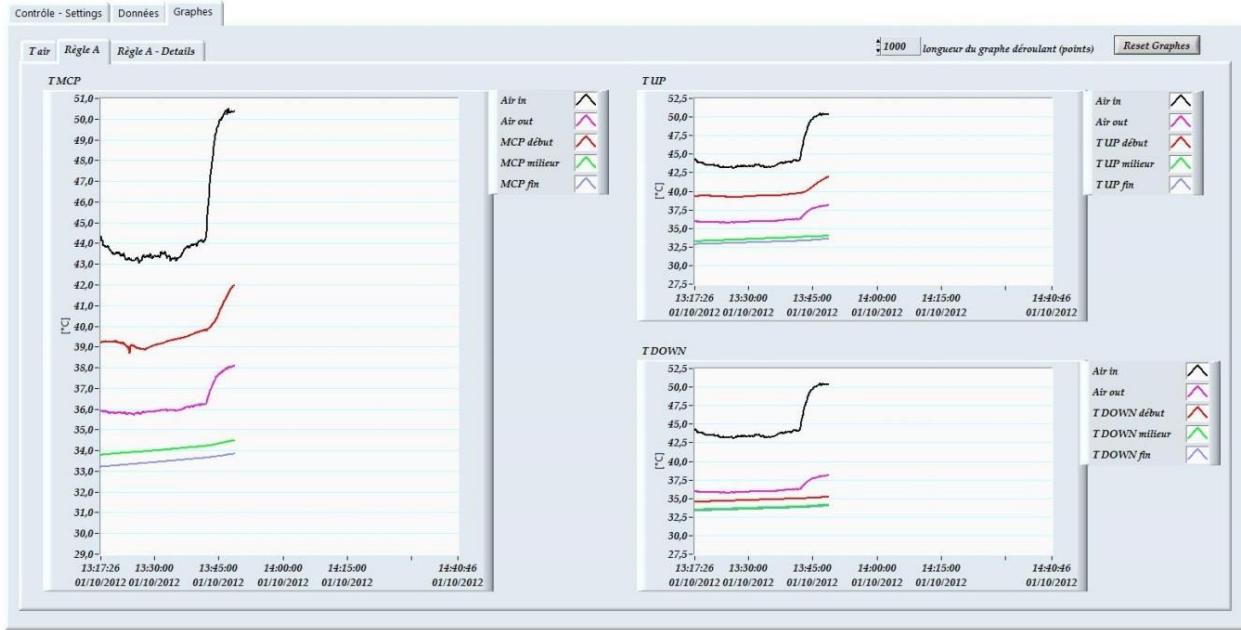 Contrôle - Settings Données Graphes
T air Règle A Règle A - Details
1000 longueur du graphe déroulant (points) Reset Graphes
T MCP
51,0
50,0
49,0
48,0
47,0
46,0
45,0
44,0
43,0
42,0
41,0
40,0
39,0
38,0
37,0
36,0
35,0
34,0
33,0
32,0
31,0
30,0
29,0
[°C]
13:17:26 13:30:00 13:45:00 14:00:00 14:15:00 14:40:46
01/10/2012 01/10/2012 01/10/2012 01/10/2012 01/10/2012 01/10/2012
Air in
Air out
MCP début
MCP milieur
MCP fin
T UP
52,5
50,0
47,5
45,0
42,5
40,0
37,5
35,0
32,5
30,0
27,5
[°C]
13:17:26 13:30:00 13:45:00 14:00:00 14:15:00 14:40:46
01/10/2012 01/10/2012 01/10/2012 01/10/2012 01/10/2012 01/10/2012
Air in
Air out
T UP début
T UP milieur
T UP fin
T DOWN
52,5
50,0
47,5
45,0
42,5
40,0
37,5
35,0
32,5
30,0
27,5
[°C]
13:17:26 13:30:00 13:45:00 14:00:00 14:15:00 14:40:46
01/10/2012 01/10/2012 01/10/2012 01/10/2012 01/10/2012 01/10/2012
Air in
Air out
T DOWN début
T DOWN milieur
T DOWN fin